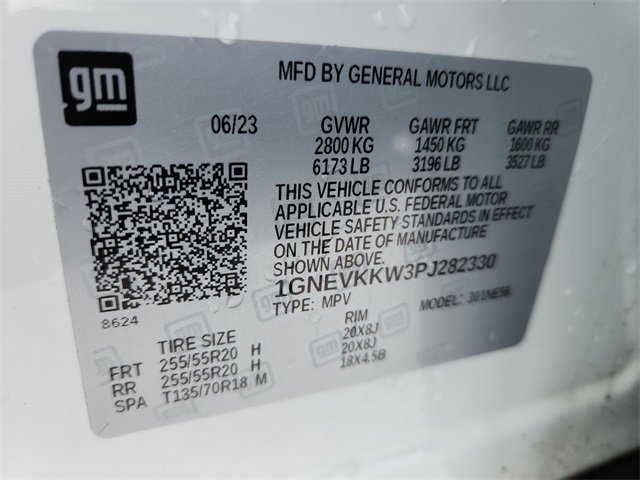 gm
MFD BY GENERAL MOTORS LLC
06/23 GVWR GAWR FRT GAWR RR
2800 KG 1450 KG 1600 KG
6173 LB 3196 LB 3527 LB
THIS VEHICLE CONFORMS TO ALL
APPLICABLE U.S. FEDERAL MOTOR
VEHICLE SAFETY STANDARDS IN EFFECT
ON THE DATE OF MANUFACTURE
SHOWN ABOVE.
1GNEVKKW3PJ282330
TYPE: MPV MODEL: 301NE56
8624
TIRE SIZE RIM
FRT 255/55R20 H 20X8J
RR 255/55R20 H 20X8J
SPA T135/70R18 M 18X4.5B